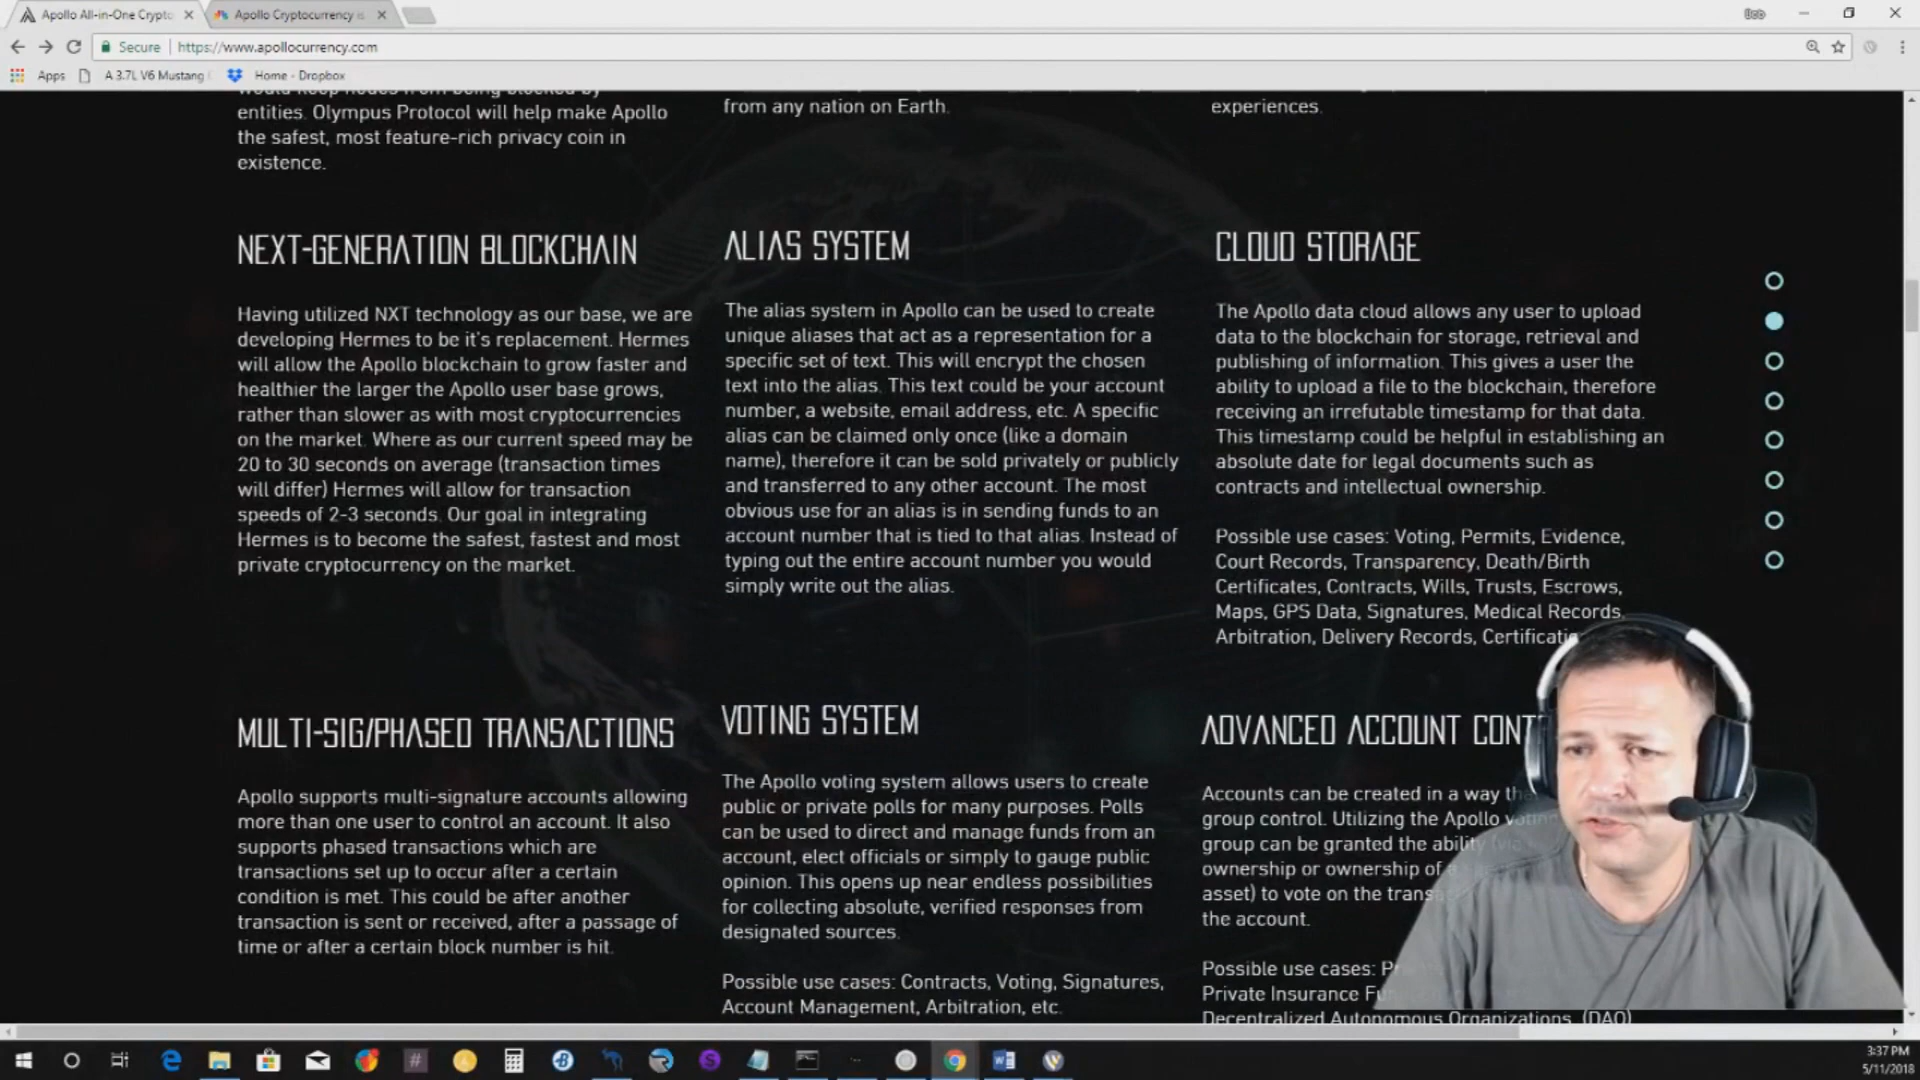 Apollo All-in-One Crypto
Apollo Cryptocurrency is
Bob
Secure
https://www.apollocurrency.com
Apps
A 3.7L V6 Mustang
Home - Dropbox
would keep nodes from being blocked by
entities. Olympus Protocol will help make Apollo
the safest, most feature-rich privacy coin in
existence.
from any nation on Earth.
experiences.
NEXT-GENERATION BLOCKCHAIN
Having utilized NXT technology as our base, we are
developing Hermes to be it's replacement. Hermes
will allow the Apollo blockchain to grow faster and
healthier the larger the Apollo user base grows,
rather than slower as with most cryptocurrencies
on the market. Where as our current speed may be
20 to 30 seconds on average (transaction times
will differ) Hermes will allow for transaction
speeds of 2-3 seconds. Our goal in integrating
Hermes is to become the safest, fastest and most
private cryptocurrency on the market.
ALIAS SYSTEM
The alias system in Apollo can be used to create
unique aliases that act as a representation for a
specific set of text. This will encrypt the chosen
text into the alias. This text could be your account
number, a website, email address, etc. A specific
alias can be claimed only once (like a domain
name), therefore it can be sold privately or publicly
and transferred to any other account. The most
obvious use for an alias is in sending funds to an
account number that is tied to that alias. Instead of
typing out the entire account number you would
simply write out the alias.
CLOUD STORAGE
The Apollo data cloud allows any user to upload
data to the blockchain for storage, retrieval and
publishing of information. This gives a user the
ability to upload a file to the blockchain, therefore
receiving an irrefutable timestamp for that data.
This timestamp could be helpful in establishing an
absolute date for legal documents such as
contracts and intellectual ownership.
Possible use cases: Voting, Permits, Evidence,
Court Records, Transparency, Death/Birth
Certificates, Contracts, Wills, Trusts, Escrows,
Maps, GPS Data, Signatures, Medical Records,
Arbitration, Delivery Records,
MULTI-SIG/PHASED TRANSACTIONS
Apollo supports multi-signature accounts allowing
more than one user to control an account. It also
supports phased transactions which are
transactions set up to occur after a certain
condition is met. This could be after another
transaction is sent or received, after a passage of
time or after a certain block number is hit.
VOTING SYSTEM
The Apollo voting system allows users to create
public or private polls for many purposes. Polls
can be used to direct and manage funds from an
account, elect officials or simply to gauge public
opinion. This opens up near endless possibilities
for collecting absolute, verified responses from
designated sources.
Possible use cases: Contracts, Voting, Signatures,
Account Management, Arbitration, etc.
ADVANCED ACCOUNT
Accounts can be created in a way
group control. Utilizing the Apollo voting
group can be granted the ability (via
ownership or ownership of
asset) to vote on the
the account.
Possible use cases:
Private Insurance
Decentralized Autonomous Organizations, (DAO)
3:37 PM
5/11/2018